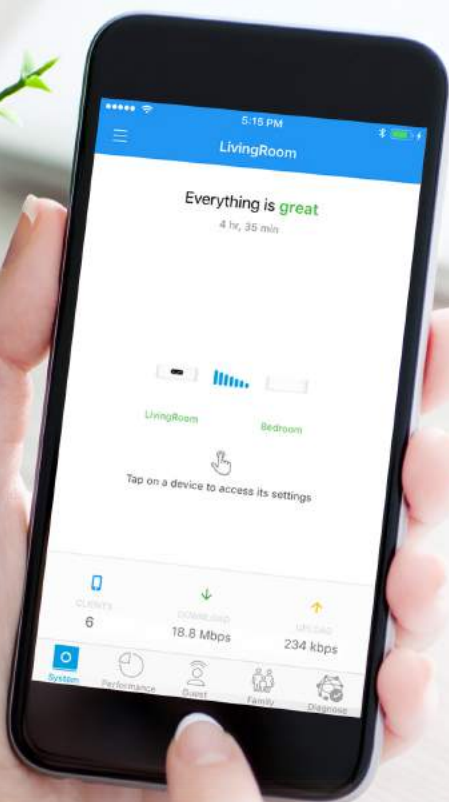 5:15 PM
LivingRoom
Everything is great
4 hr, 35 min
LivingRoom
Bedroom
Tap on a device to access its settings
CLIENTS
DOWNLOAD
UPLOAD
6
18.8 Mbps
234 kbps
System
Performance
Guest
Family
Diagnose